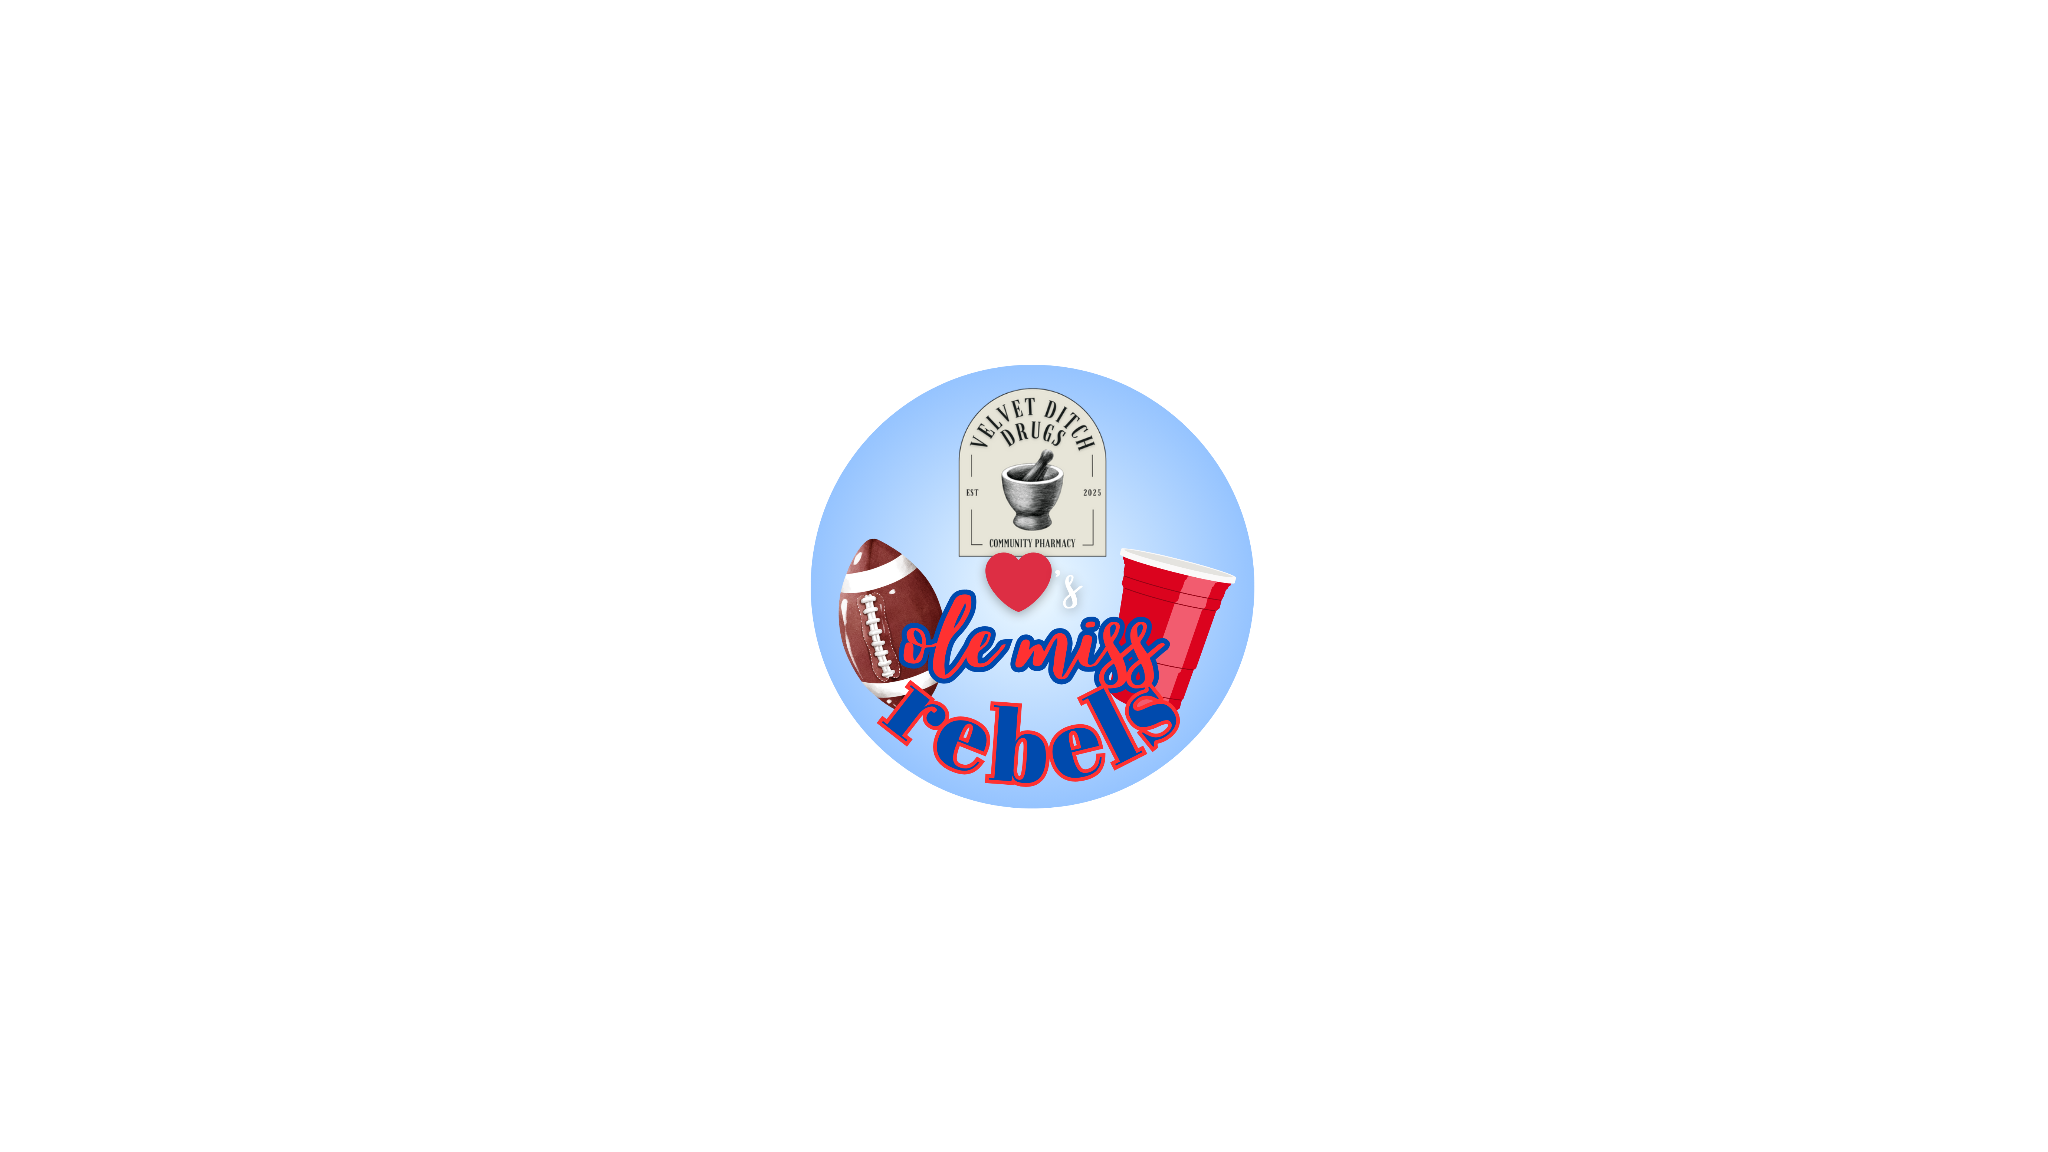 VELVET DITCH
DRUGS
EST 2025
COMMUNITY PHARMACY
's
ole miss
rebels